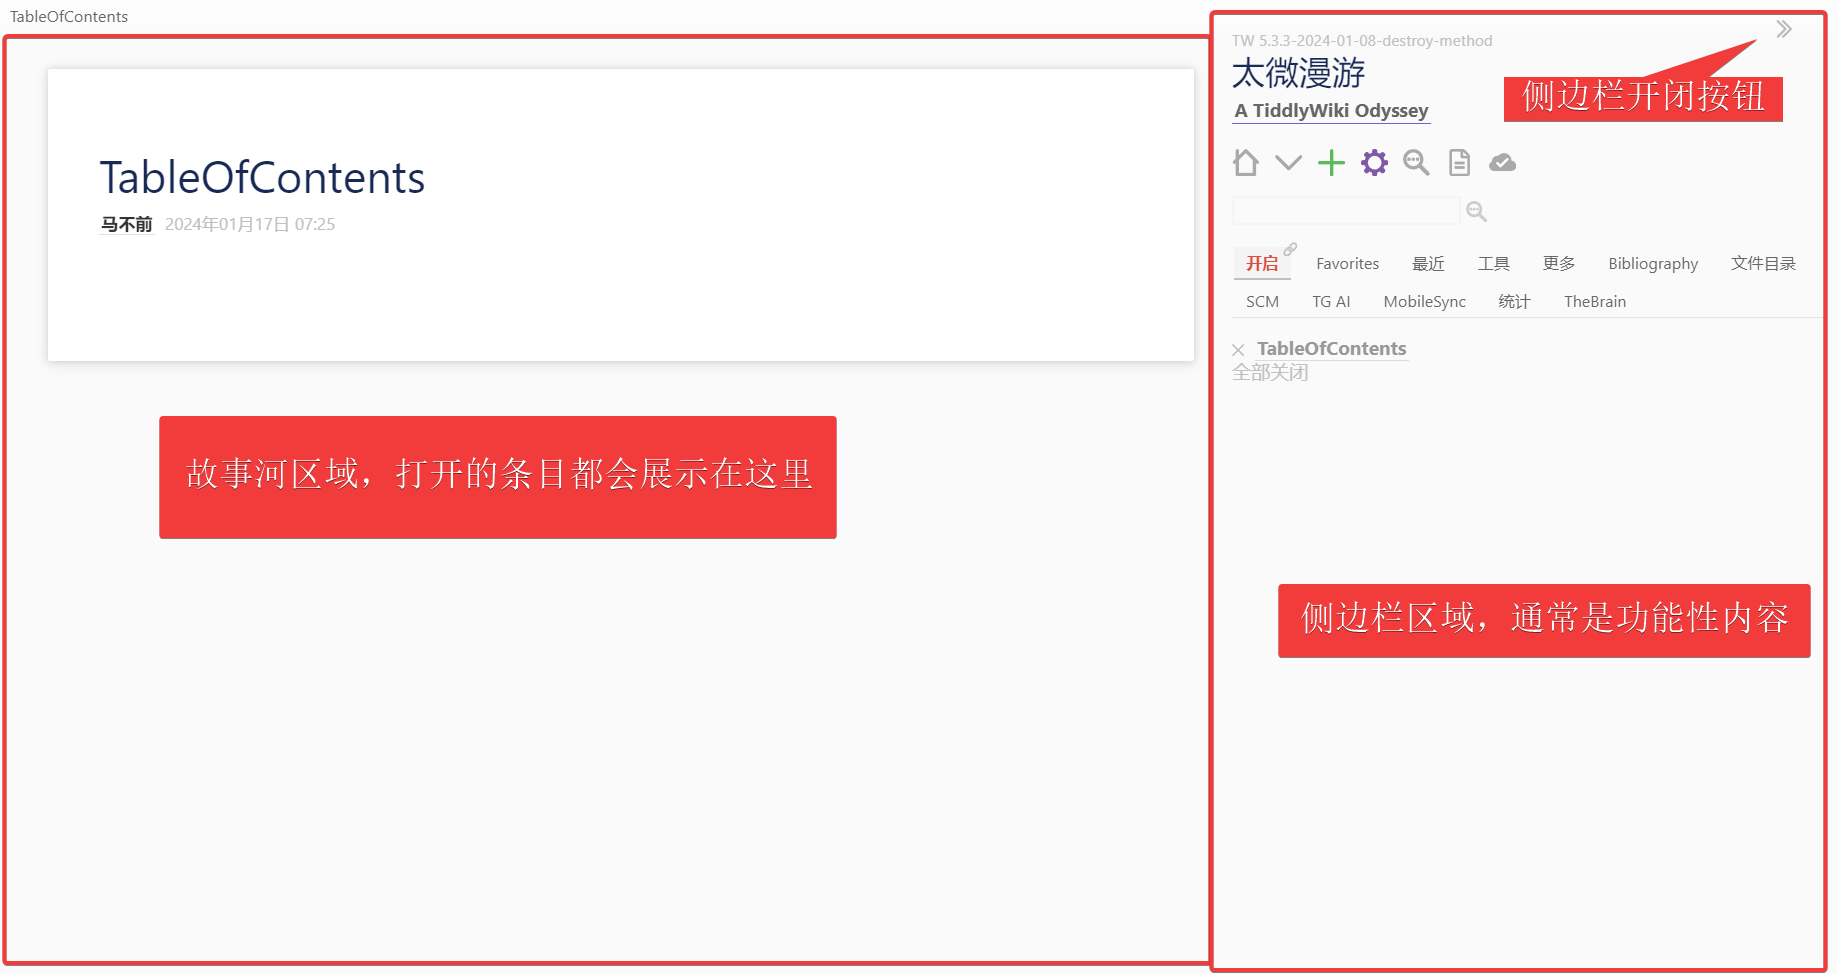 TableOfContents
TableOfContents
马不前 2024年01月17日 07:25
故事河区域，打开的条目都会展示在这里
TW 5.3.3-2024-01-08-destroy-method
太微漫游
A TiddlyWiki Odyssey
侧边栏开闭按钮
开启 Favorites 最近 工具 更多 Bibliography 文件目录
SCM TG AI MobileSync 统计 TheBrain
TableOfContents
全部关闭
侧边栏区域，通常是功能性内容